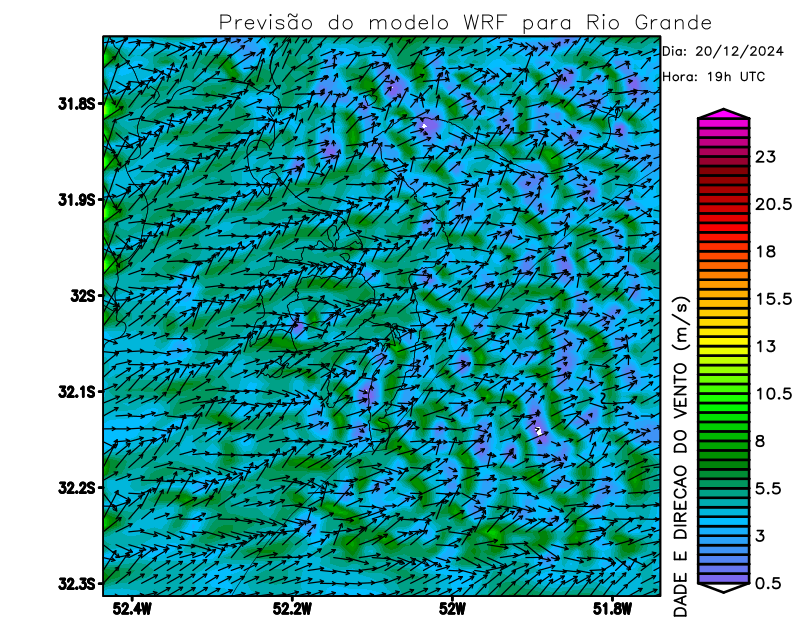 Previsão do modelo WRF para Rio Grande
Dia: 20/12/2024
Hora: 19h UTC
31.8S
31.9S
32S
32.1S
32.2S
32.3S
52.4W
52.2W
52W
51.8W
DADE E DIRECAO DO VENTO (m/s)
23
20.5
18
15.5
13
10.5
8
5.5
3
0.5